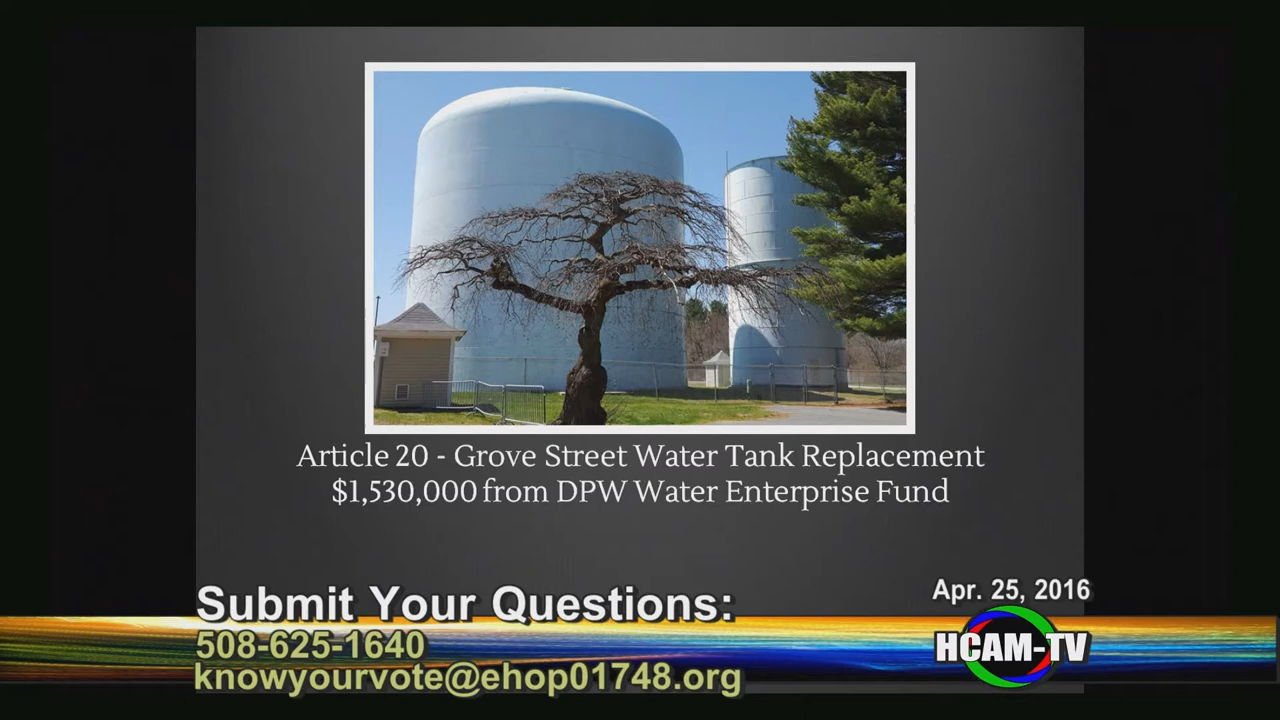 Article 20 - Grove Street Water Tank Replacement
$1,530,000 from DPW Water Enterprise Fund
Submit Your Questions:
508-625-1640
knowyourvote@ehop01748.org
Apr. 25, 2016
HCAM-TV